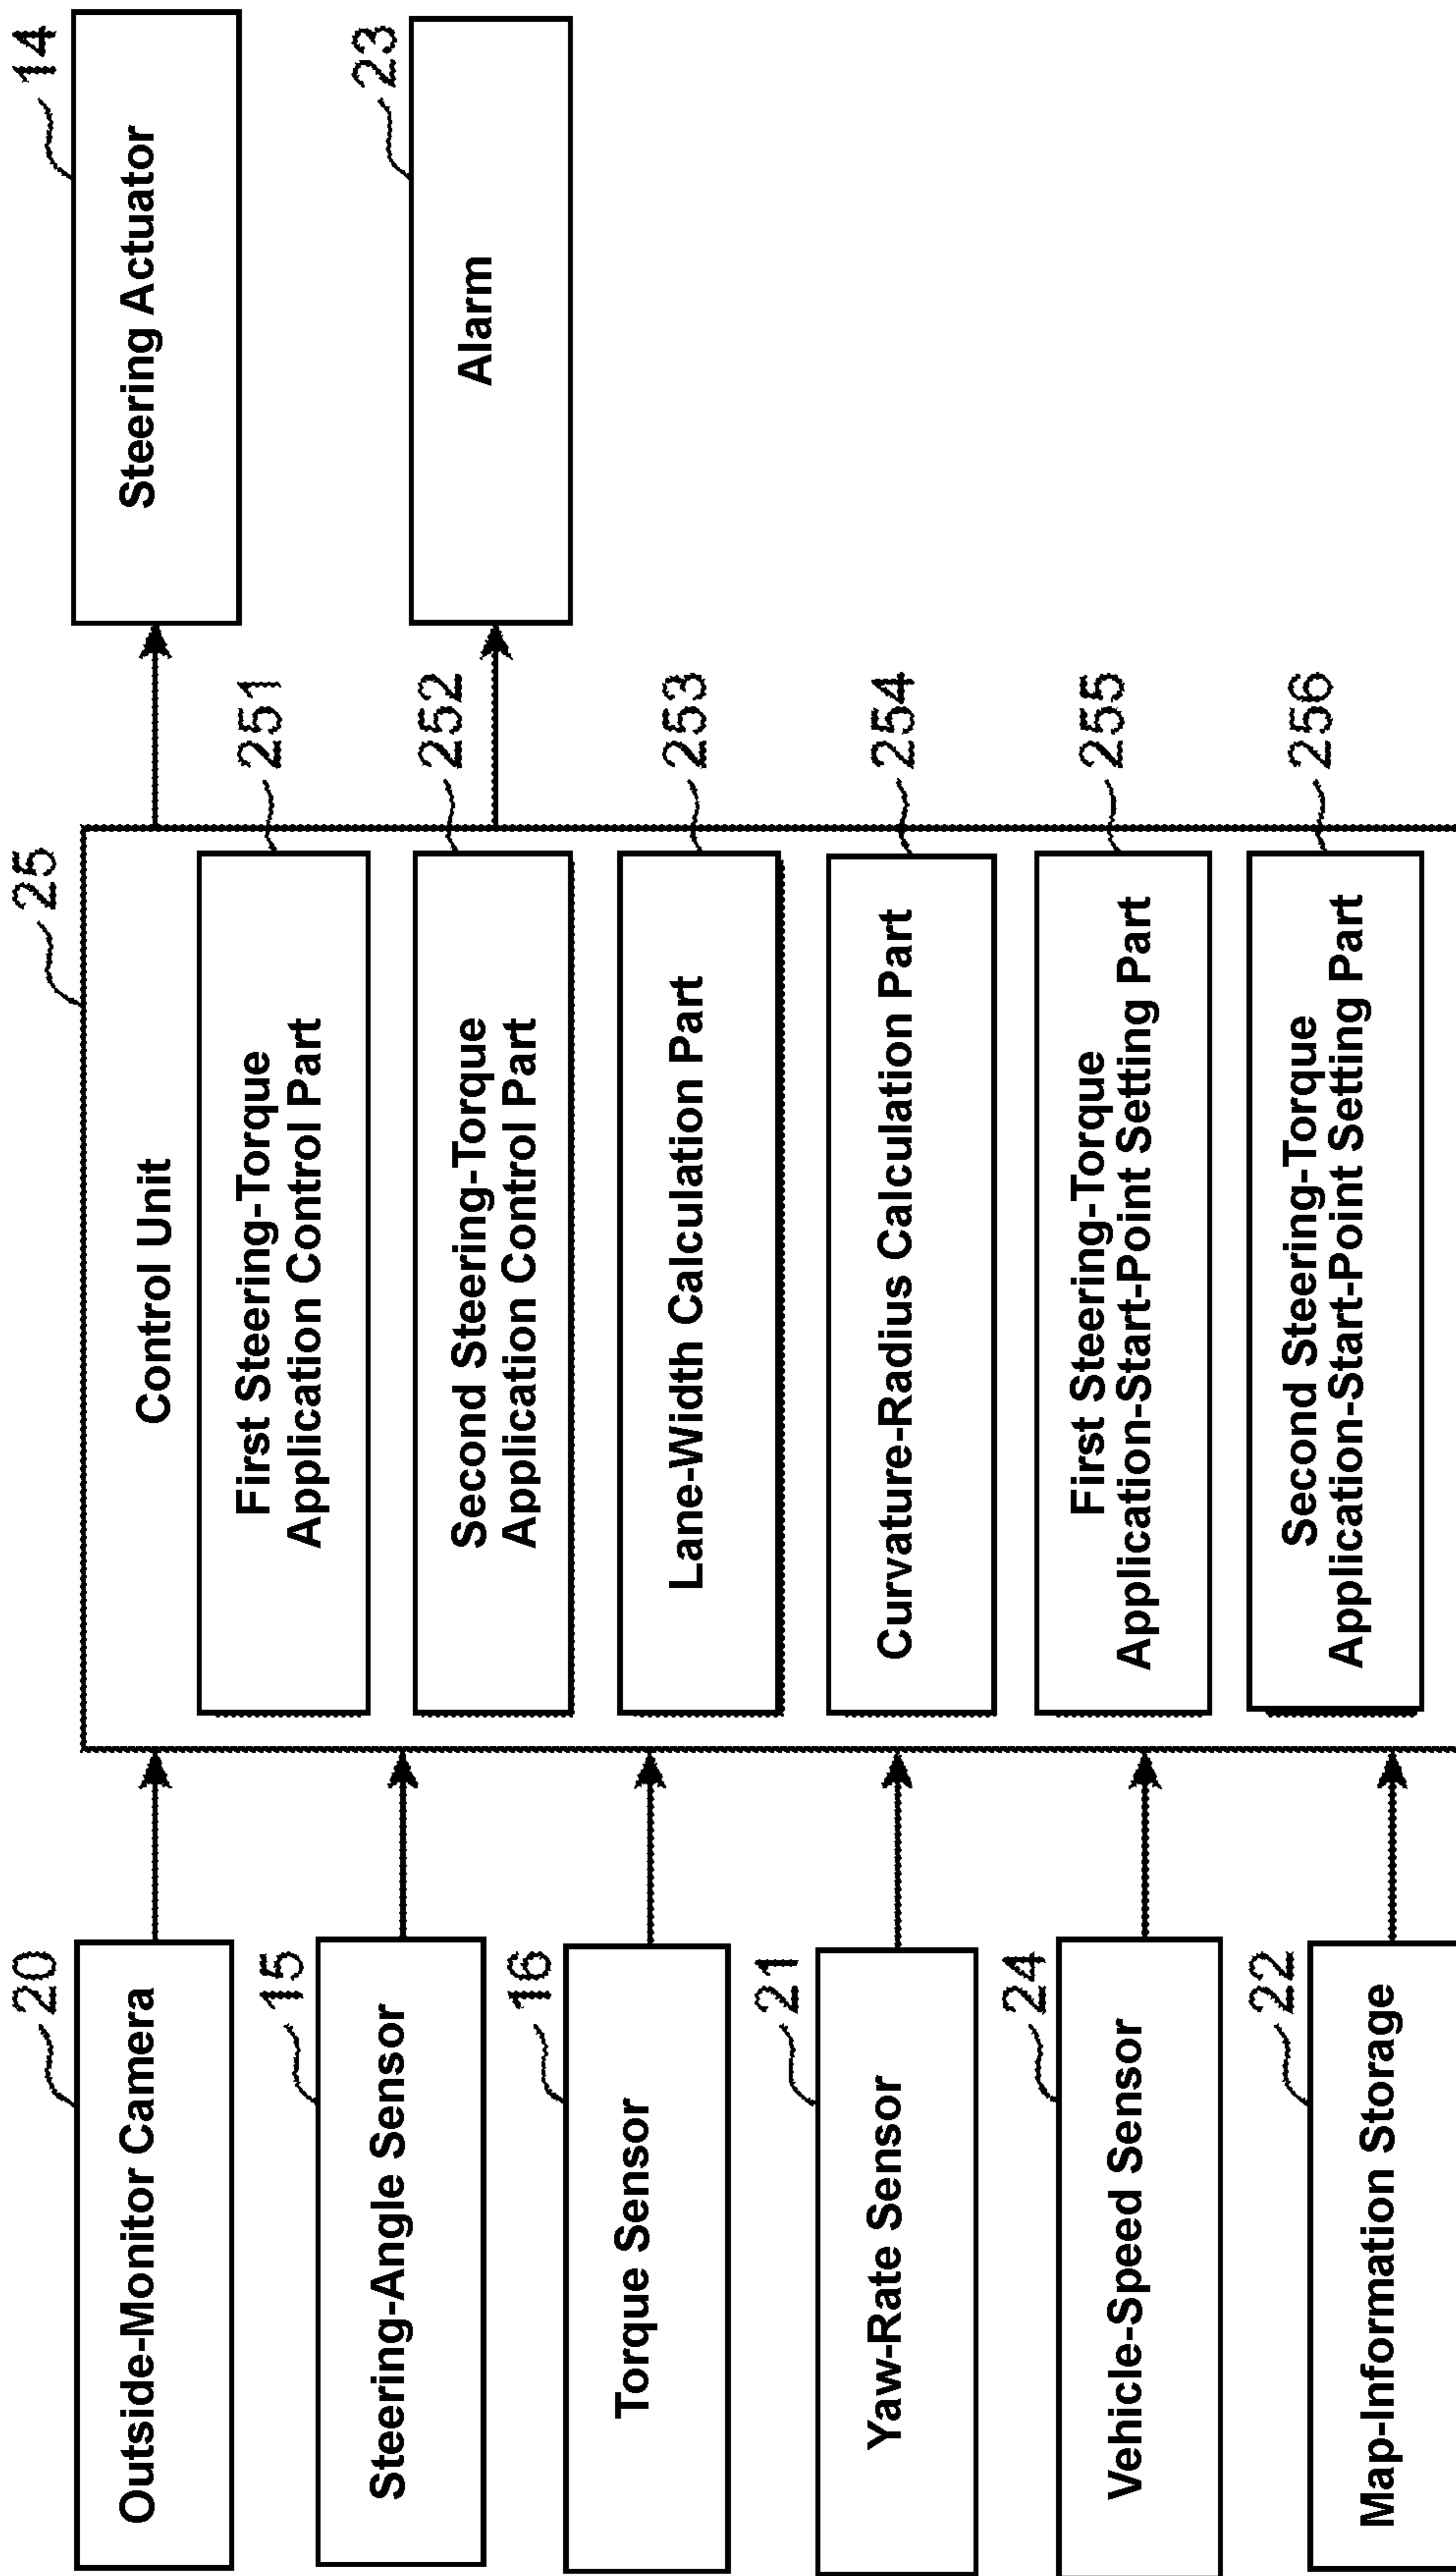 20
Outside-Monitor Camera
15
Steering-Angle Sensor
16
Torque Sensor
21
Yaw-Rate Sensor
24
Vehicle-Speed Sensor
22
Map-Information Storage
25
Control Unit
First Steering-Torque
Application Control Part
251
Second Steering-Torque
Application Control Part
252
Lane-Width Calculation Part
253
Curvature-Radius Calculation Part
254
First Steering-Torque
Application-Start-Point Setting Part
255
Second Steering-Torque
Application-Start-Point Setting Part
256
14
Steering Actuator
23
Alarm